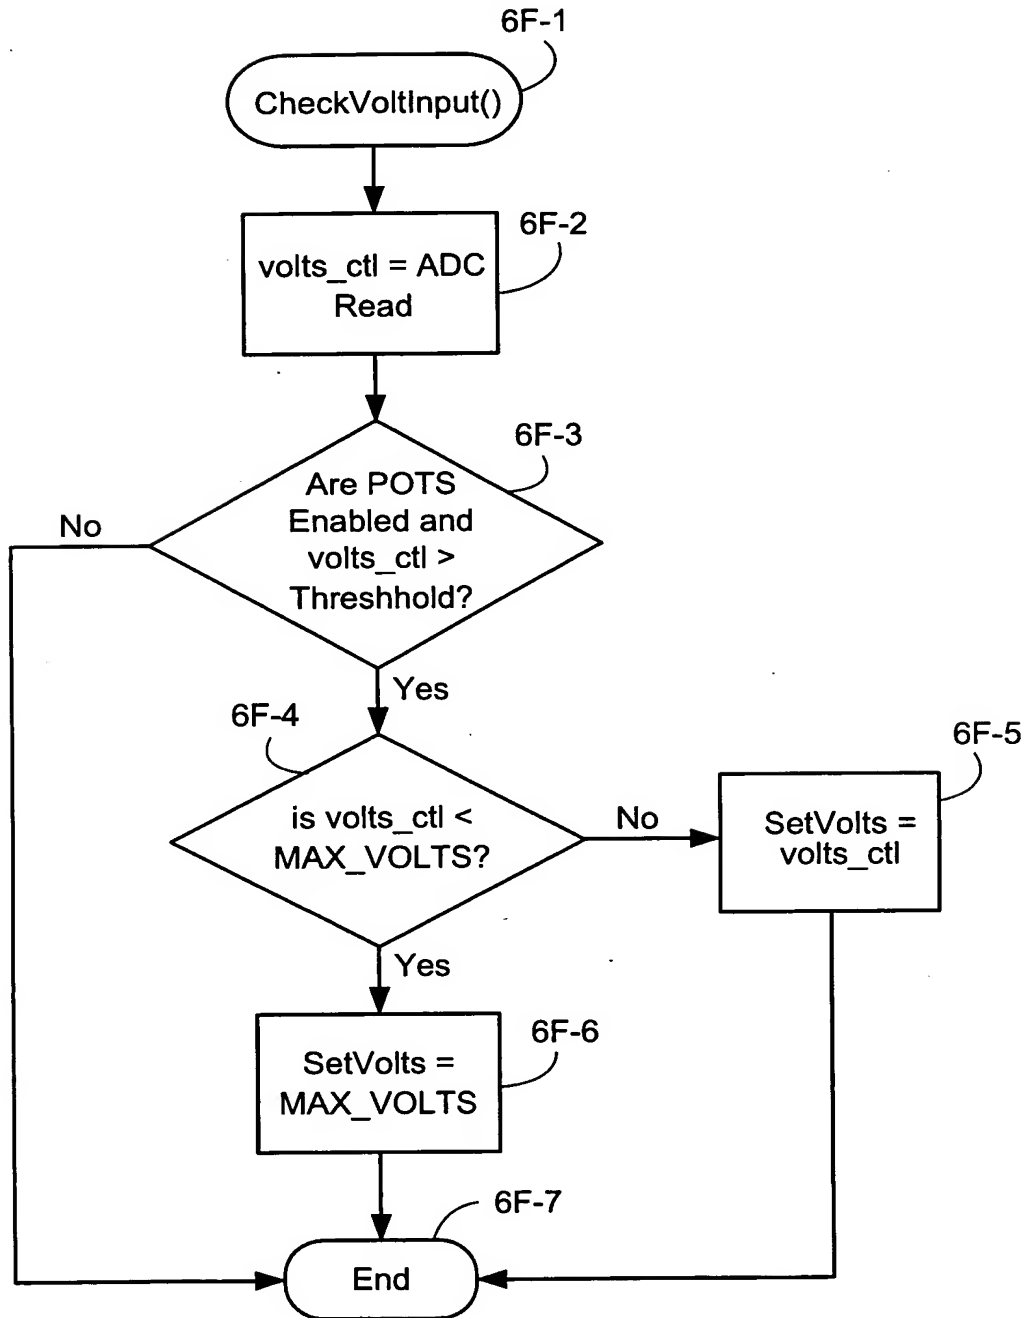 6F-1
CheckVoltInput()
6F-2
volts_ctl = ADC
Read
6F-3
Are POTS
Enabled and
volts_ctl >
Threshhold?
No
Yes
6F-4
is volts_ctl <
MAX_VOLTS?
No
6F-5
SetVolts =
volts_ctl
Yes
6F-6
SetVolts =
MAX_VOLTS
6F-7
End